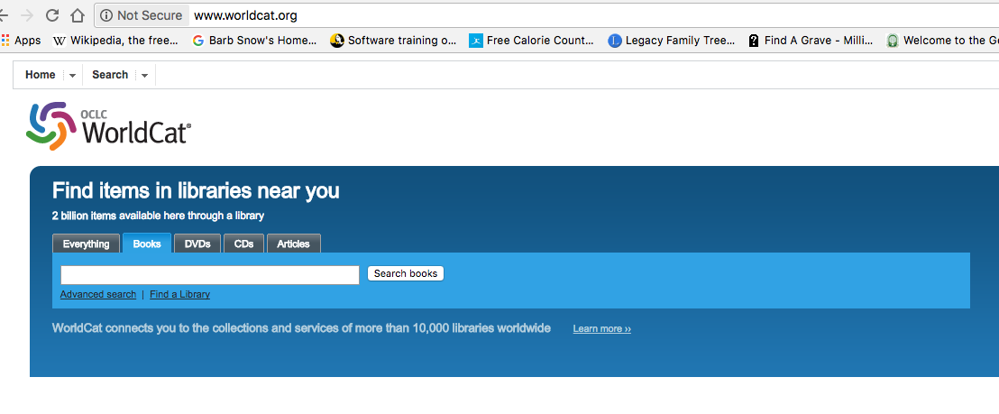 Not Secure www.worldcat.org
Apps Wikipedia, the free... Barb Snow's Home... Software training o... Free Calorie Count... Legacy Family Tree... Find A Grave - Milli... Welcome to the Ge
Home Search
OCLC
WorldCat®
Find items in libraries near you
2 billion items available here through a library
Everything Books DVDs CDs Articles
Search books
Advanced search | Find a Library
WorldCat connects you to the collections and services of more than 10,000 libraries worldwide Learn more ››